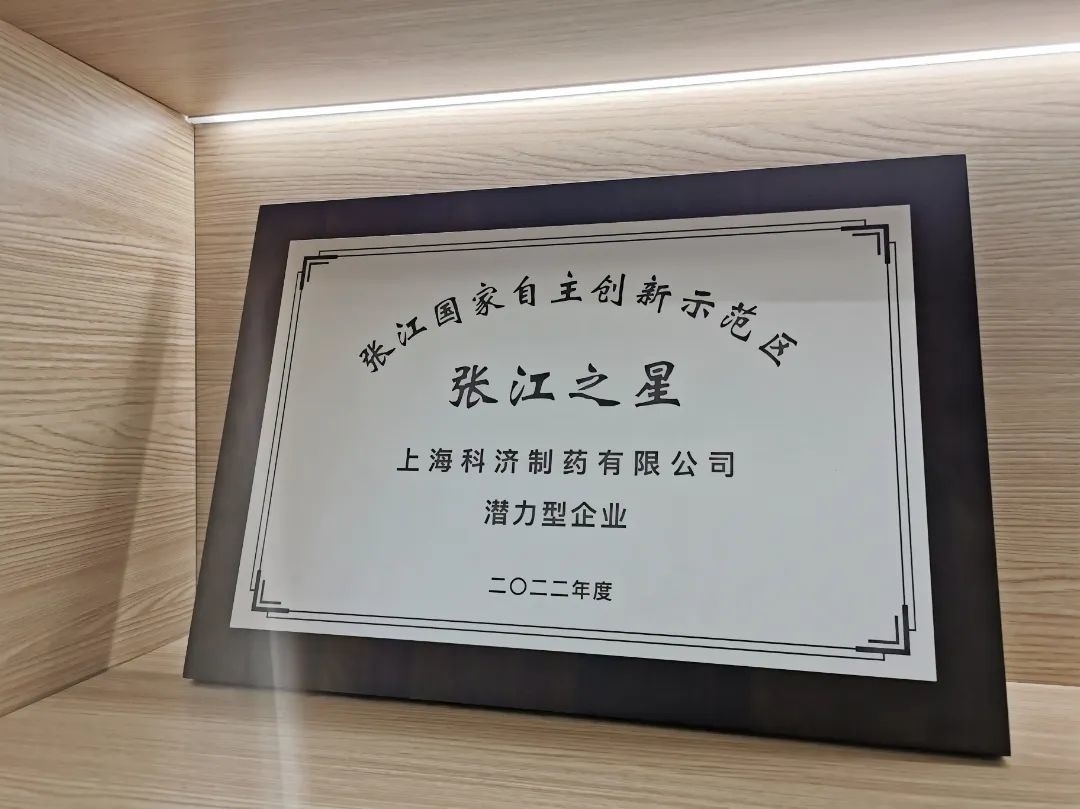 张江国家自主创新示范区
张江之星
上海科济制药有限公司
潜力型企业
二〇二二年度